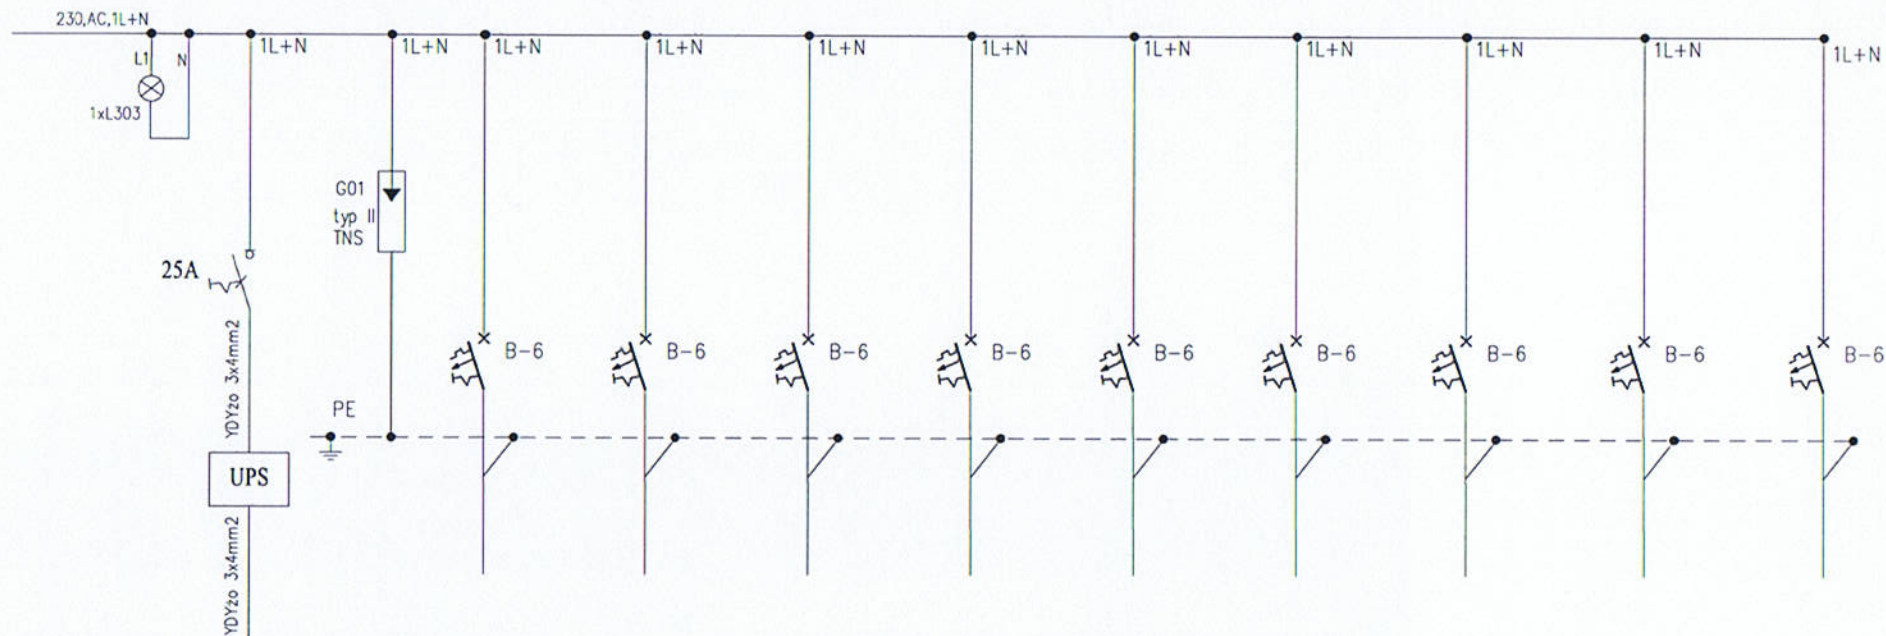 230,AC,1L+N
1L+N 1L+N 1L+N 1L+N 1L+N 1L+N 1L+N 1L+N 1L+N 1L+N 1L+N
L1 N
1xL303
G01
typ II
TNS
25A
B-6 B-6 B-6 B-6 B-6 B-6 B-6 B-6 B-6
YDYżo 3x4mm2
PE
UPS
YDYżo 3x4mm2